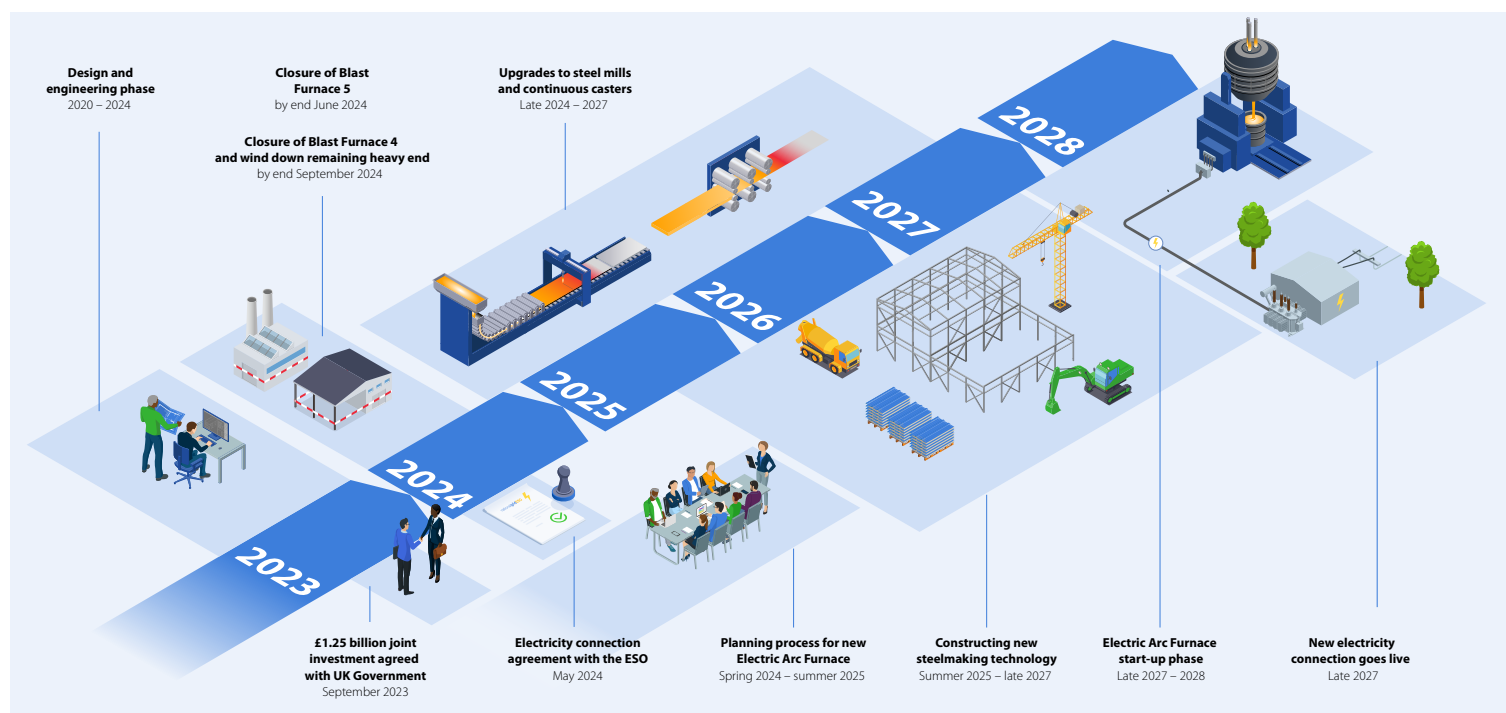 Design and
engineering phase
2020 – 2024
Closure of Blast
Furnace 5
by end June 2024
Closure of Blast Furnace 4
and wind down remaining heavy end
by end September 2024
Upgrades to steel mills
and continuous casters
Late 2024 – 2027
2023
2024
2025
2026
2027
2028
£1.25 billion joint
investment agreed
with UK Government
September 2023
Electricity connection
agreement with the ESO
May 2024
Planning process for new
Electric Arc Furnace
Spring 2024 – summer 2025
Constructing new
steelmaking technology
Summer 2025 – late 2027
Electric Arc Furnace
start-up phase
Late 2027 – 2028
New electricity
connection goes live
Late 2027